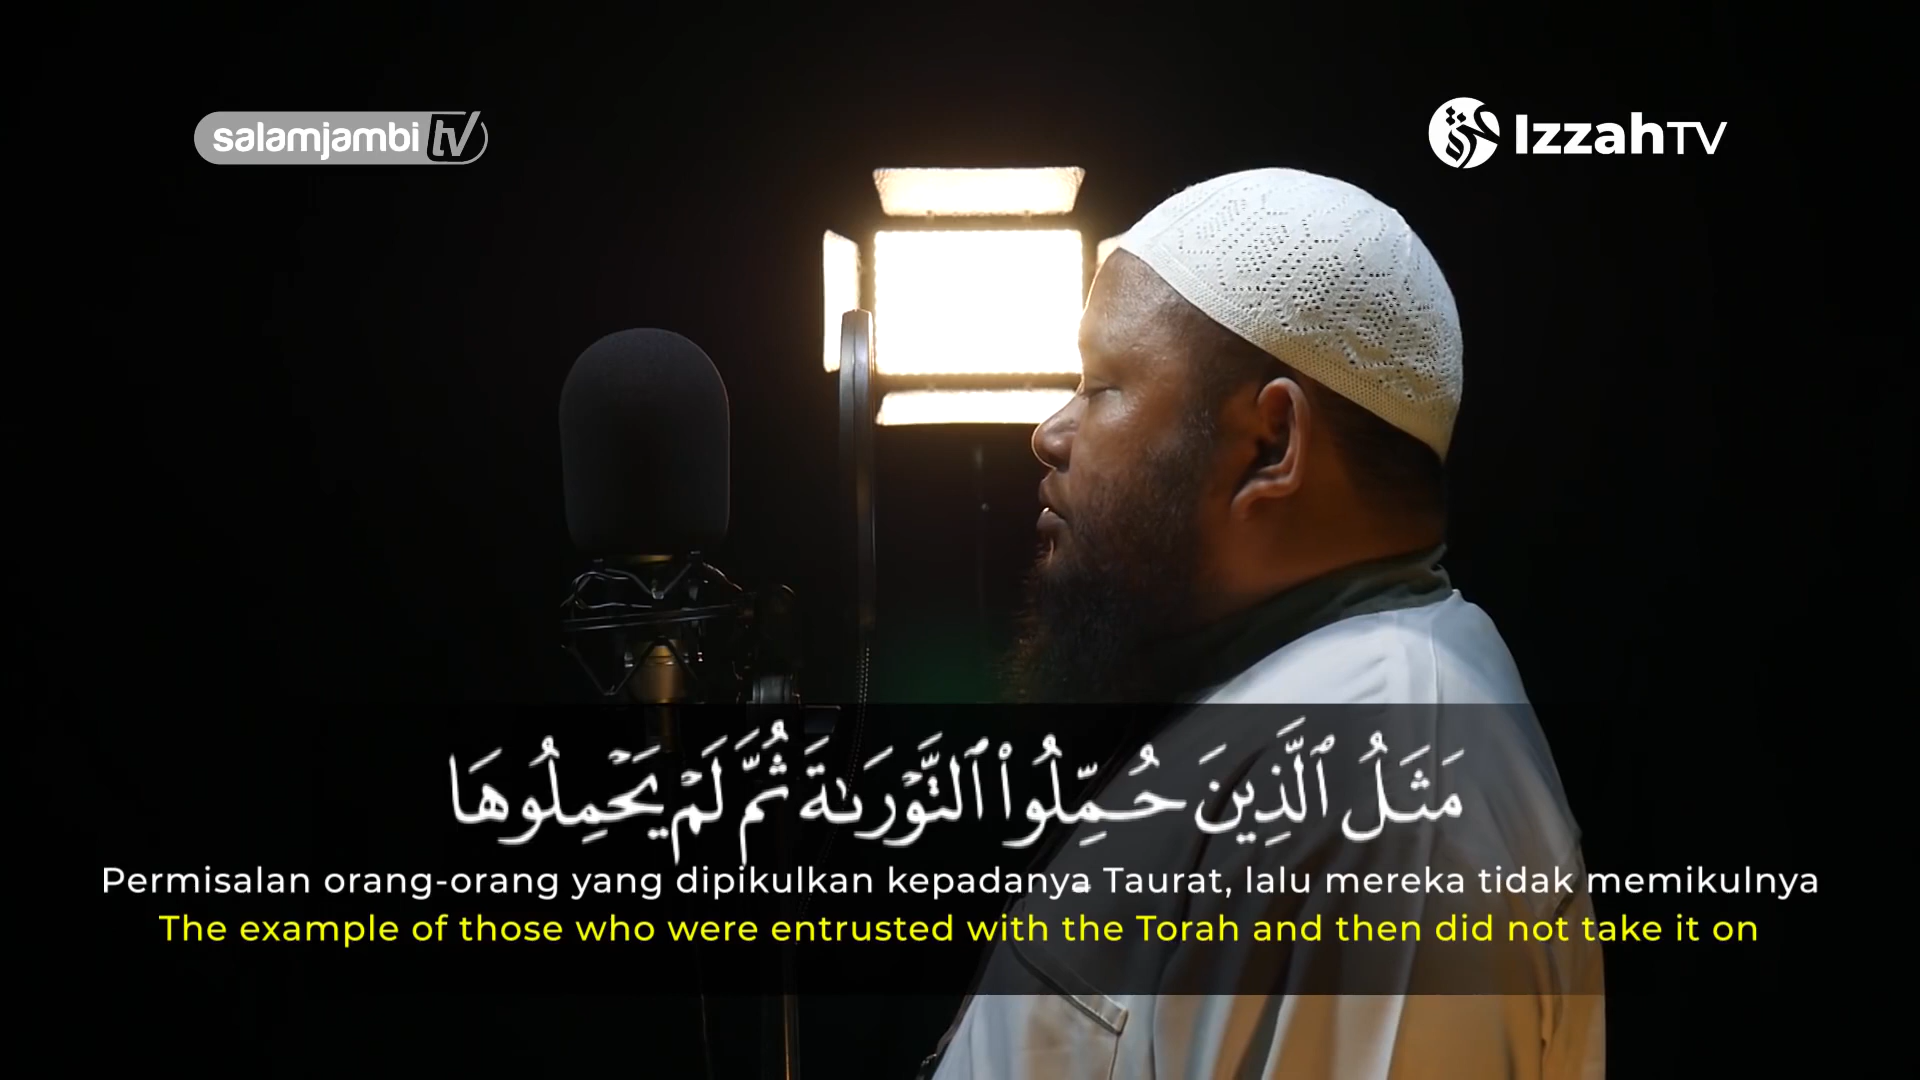 salamjambi tv
IzzahTV
مَثَلُ ٱلَّذِينَ حُمِّلُوا۟ ٱلتَّوْرَىٰةَ ثُمَّ لَمْ يَحْمِلُوهَا
Permisalan orang-orang yang dipikulkan kepadanya Taurat, lalu mereka tidak memikulnya
The example of those who were entrusted with the Torah and then did not take it on